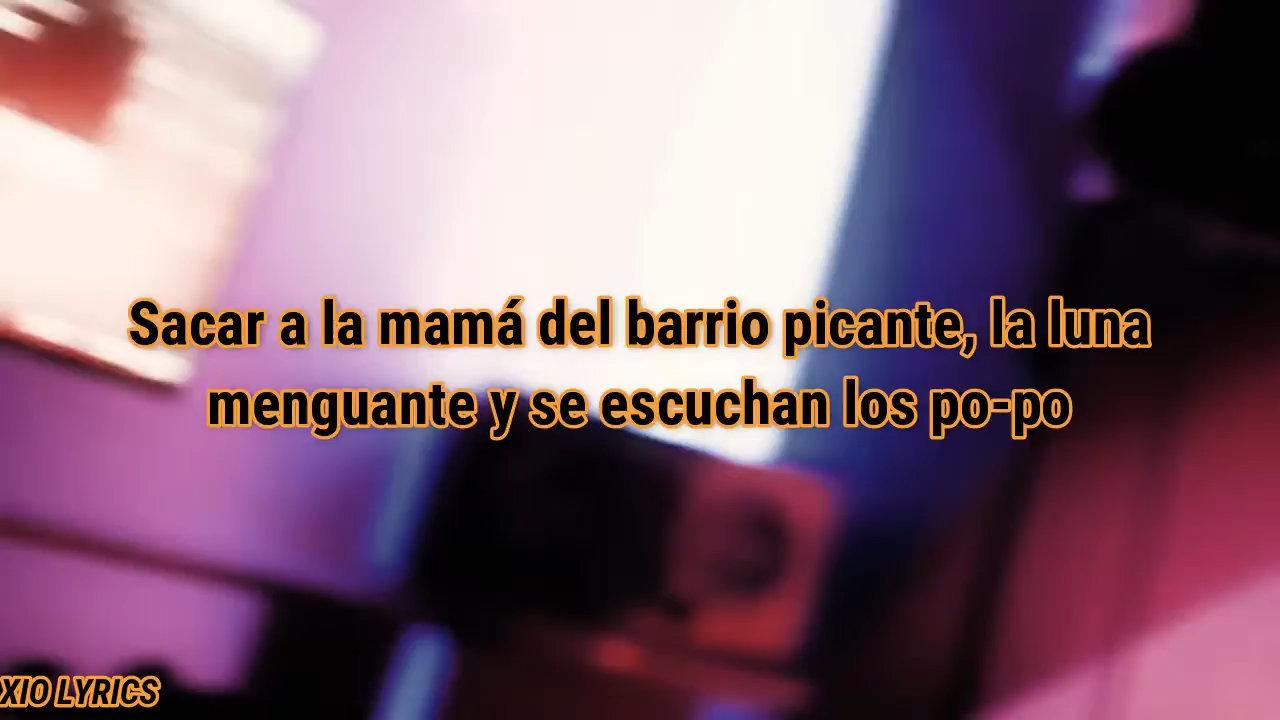 Sacar a la mamá del barrio picante, la luna
menguante y se escuchan los po-po
XIO LYRICS